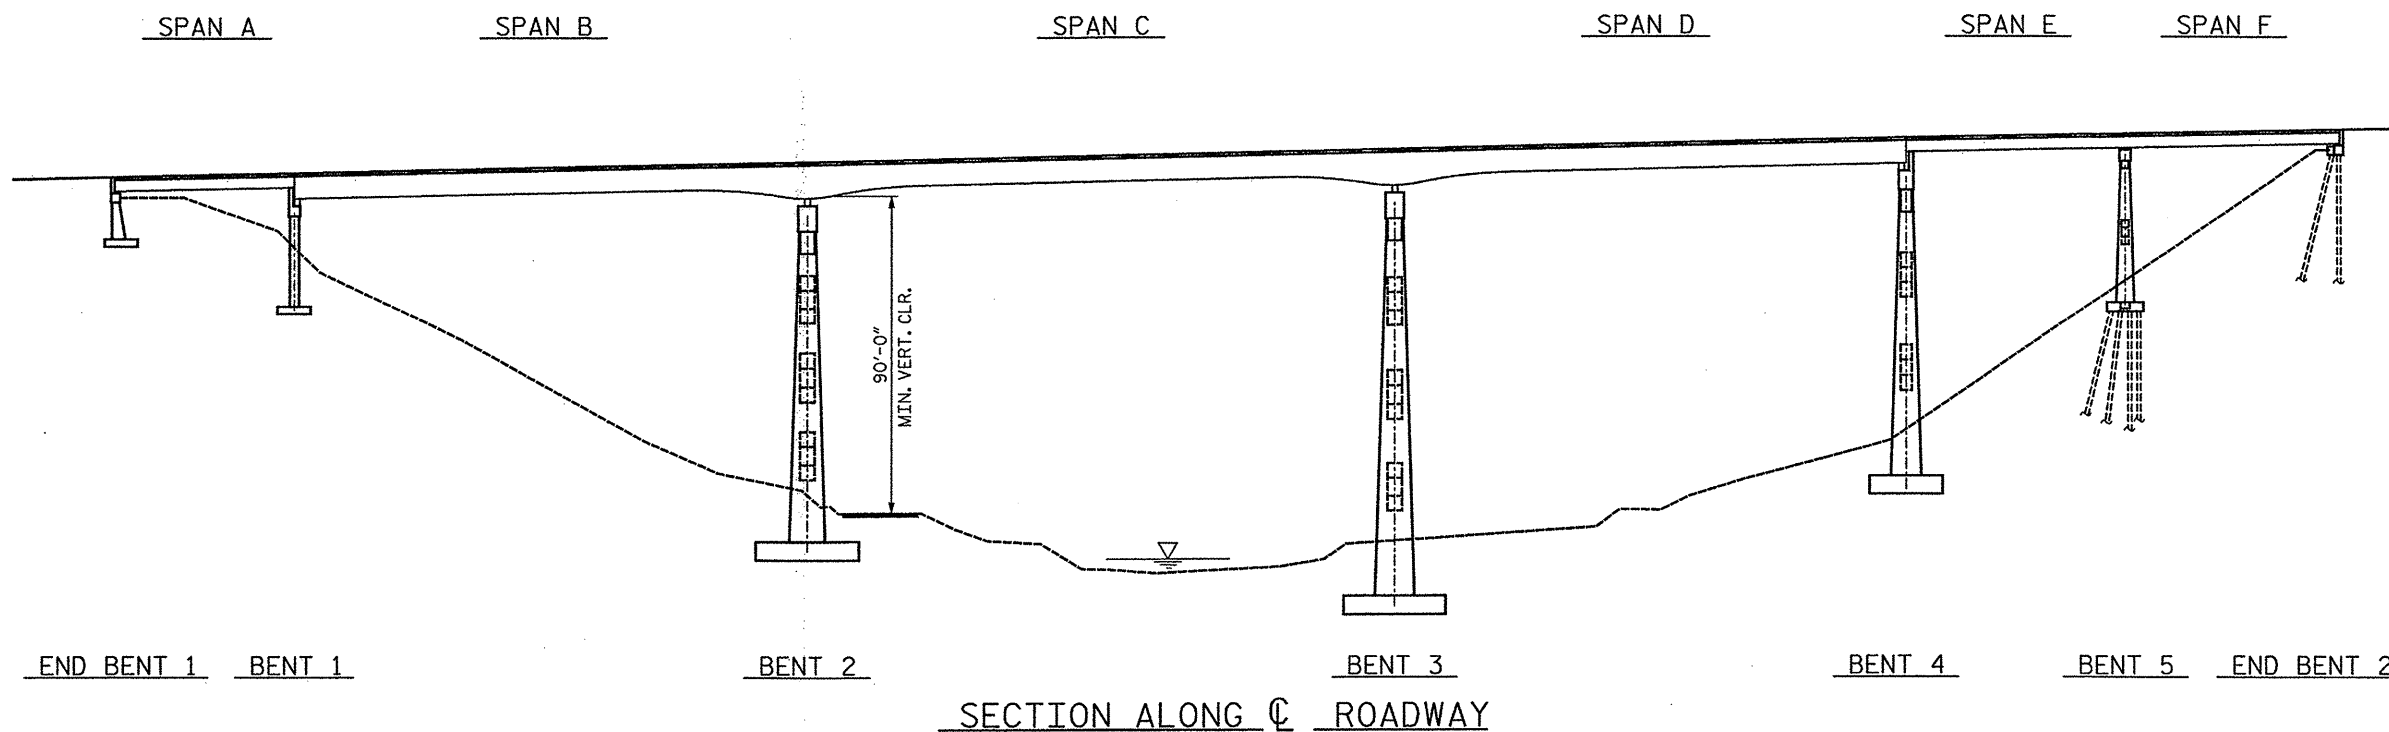 SPAN A SPAN B SPAN C SPAN D SPAN E SPAN F
90'-0"
MIN. VERT. CLR.
END BENT 1 BENT 1 BENT 2 BENT 3 BENT 4 BENT 5 END BENT 2
SECTION ALONG ℄ ROADWAY